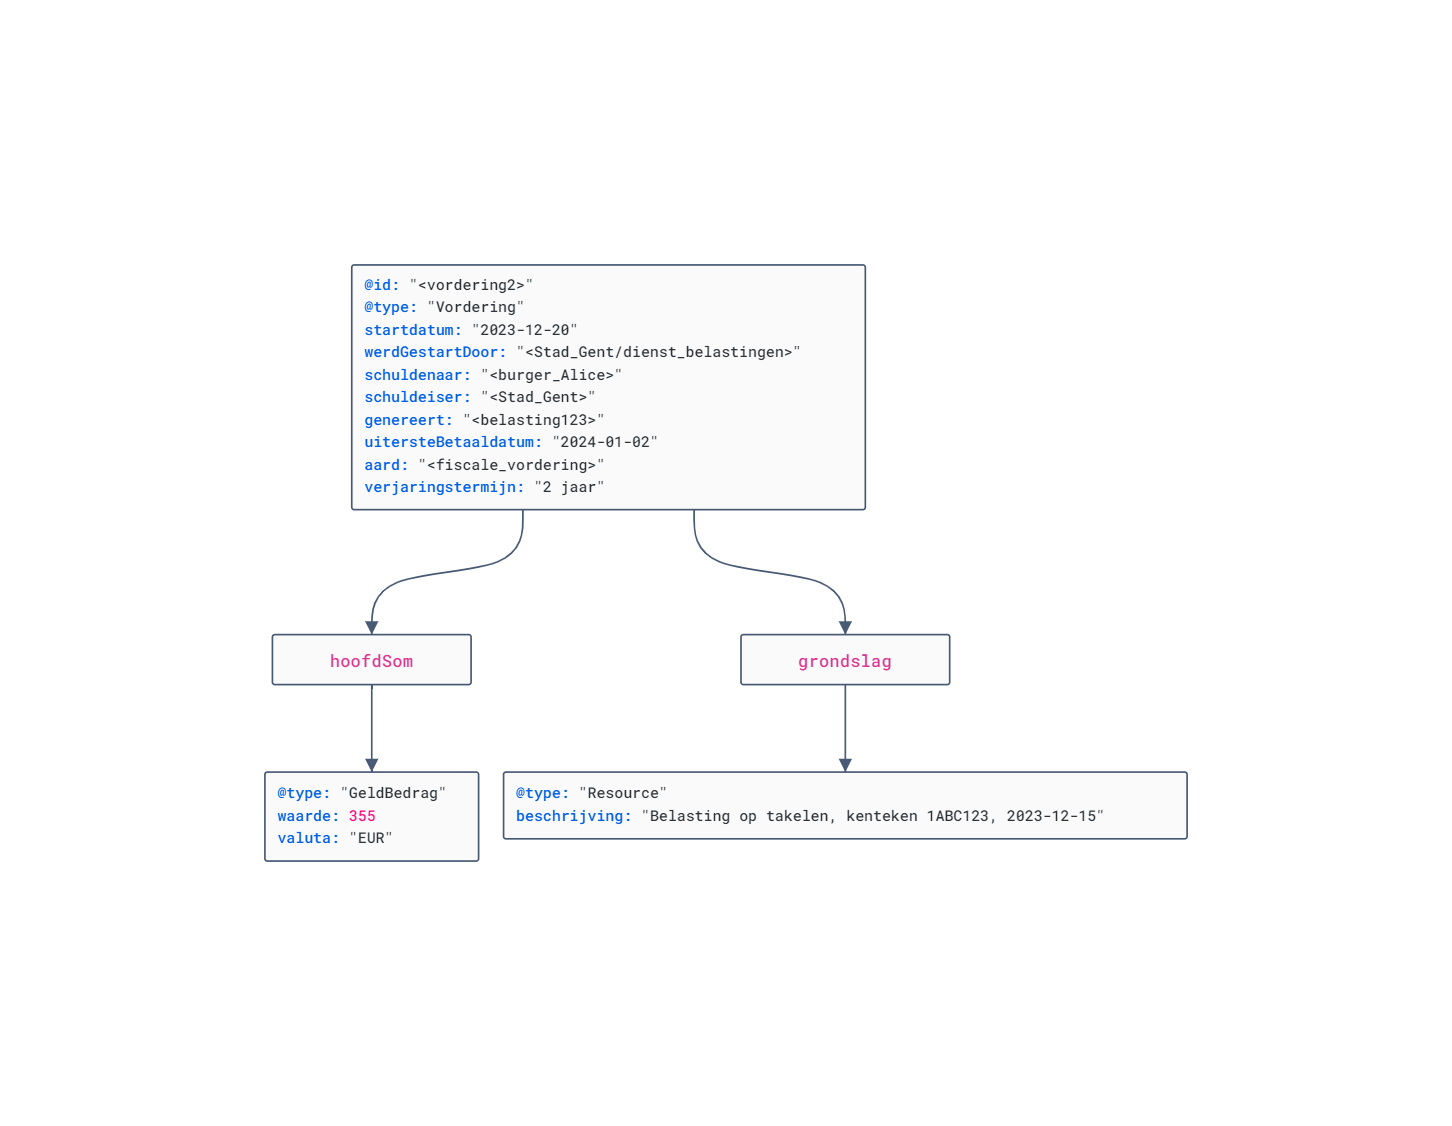 @id: "<vordering2>"
@type: "Vordering"
startdatum: "2023-12-20"
werdGestartDoor: "<Stad_Gent/dienst_belastingen>"
schuldenaar: "<burger_Alice>"
schuldeiser: "<Stad_Gent>"
genereert: "<belasting123>"
uitersteBetaaldatum: "2024-01-02"
aard: "<fiscale_vordering>"
verjaringstermijn: "2 jaar"
hoofdSom
grondslag
@type: "GeldBedrag"
waarde: 355
valuta: "EUR"
@type: "Resource"
beschrijving: "Belasting op takelen, kenteken 1ABC123, 2023-12-15"